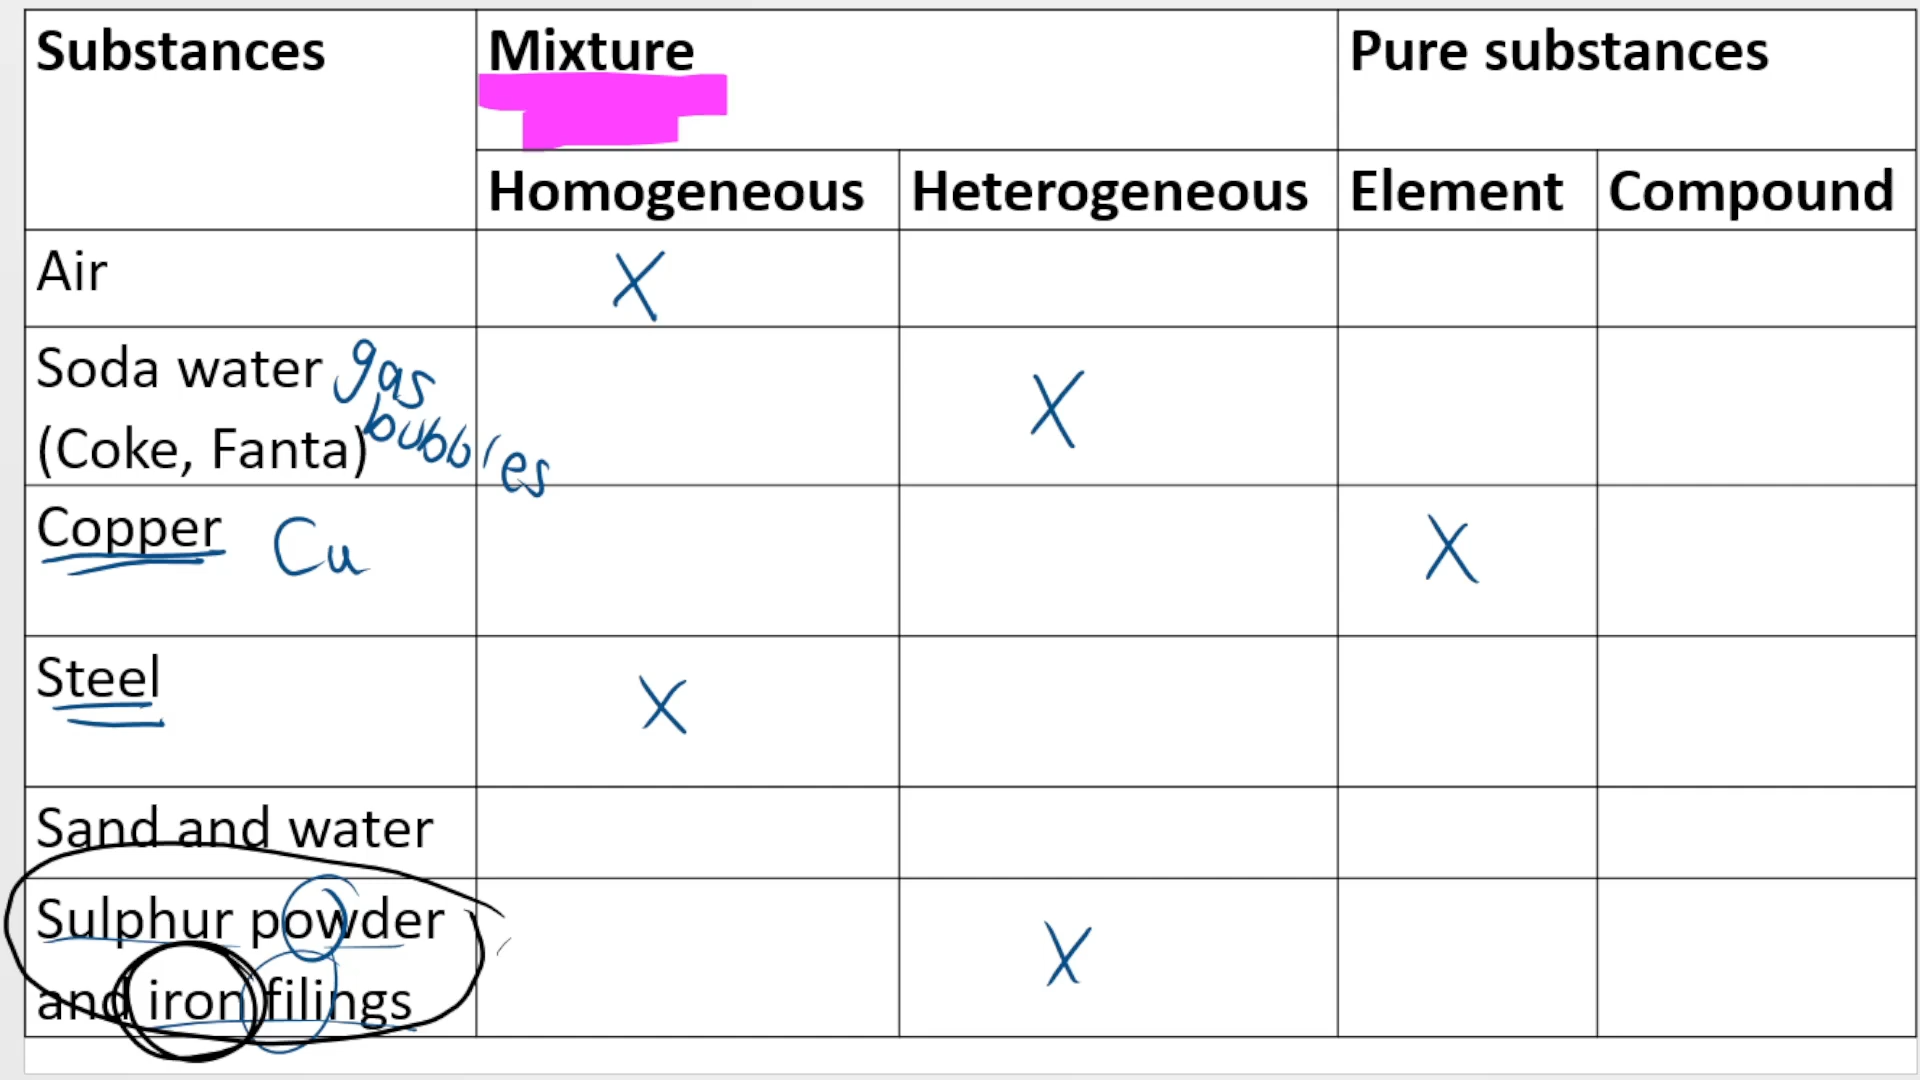 Substances Mixture Pure substances
Homogeneous Heterogeneous Element Compound
Air X
Soda water gas
(Coke, Fanta) bubbles X
Copper Cu X
Steel X
Sand and water
Sulphur powder
and iron filings X